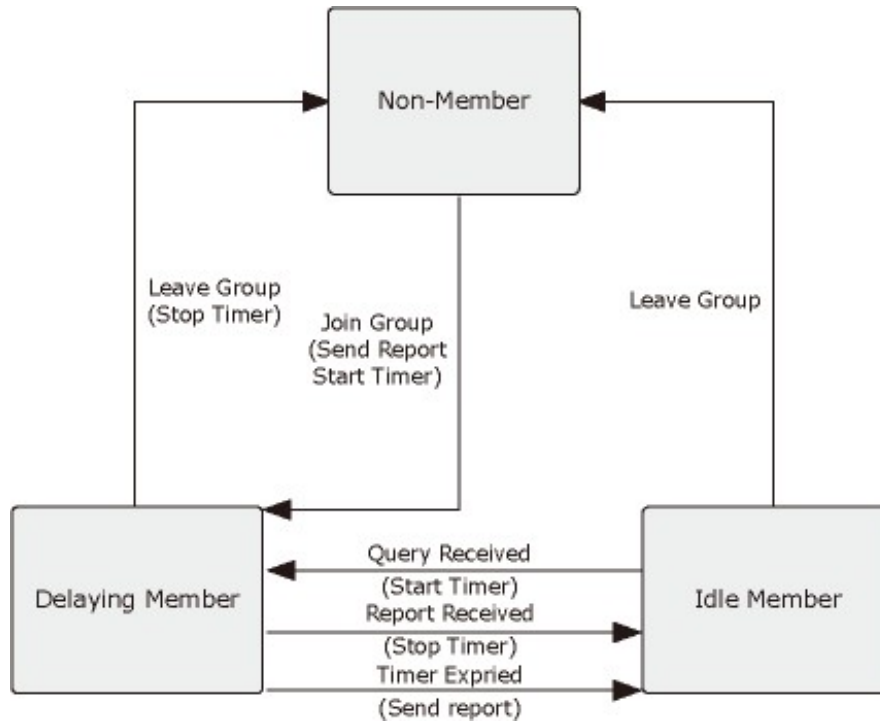 Non-Member
Leave Group
(Stop Timer)
Join Group
(Send Report
Start Timer)
Leave Group
Delaying Member
Query Received
(Start Timer)
Report Received
(Stop Timer)
Timer Expried
(Send report)
Idle Member